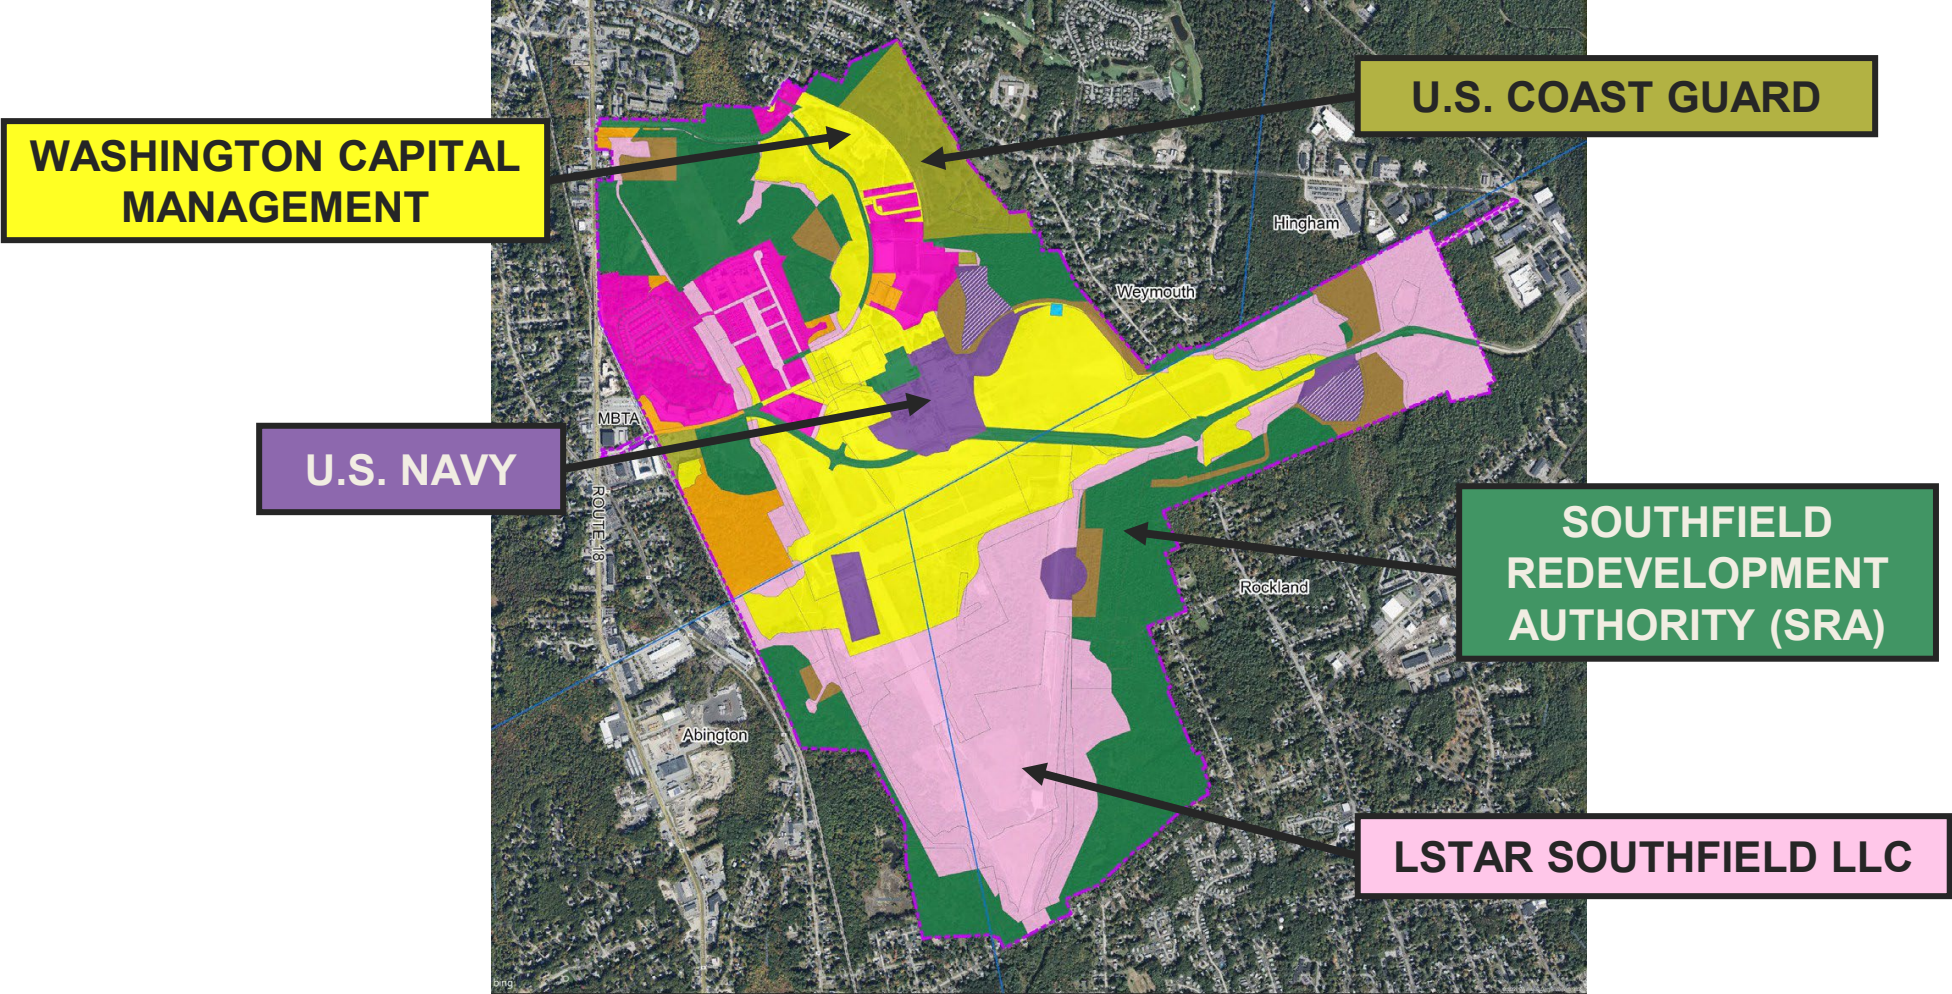 U.S. COAST GUARD
WASHINGTON CAPITAL
MANAGEMENT
Hingham
Weymouth
MBTA
U.S. NAVY
ROUTE 18
SOUTHFIELD
REDEVELOPMENT
AUTHORITY (SRA)
Rockland
Abington
LSTAR SOUTHFIELD LLC
bing